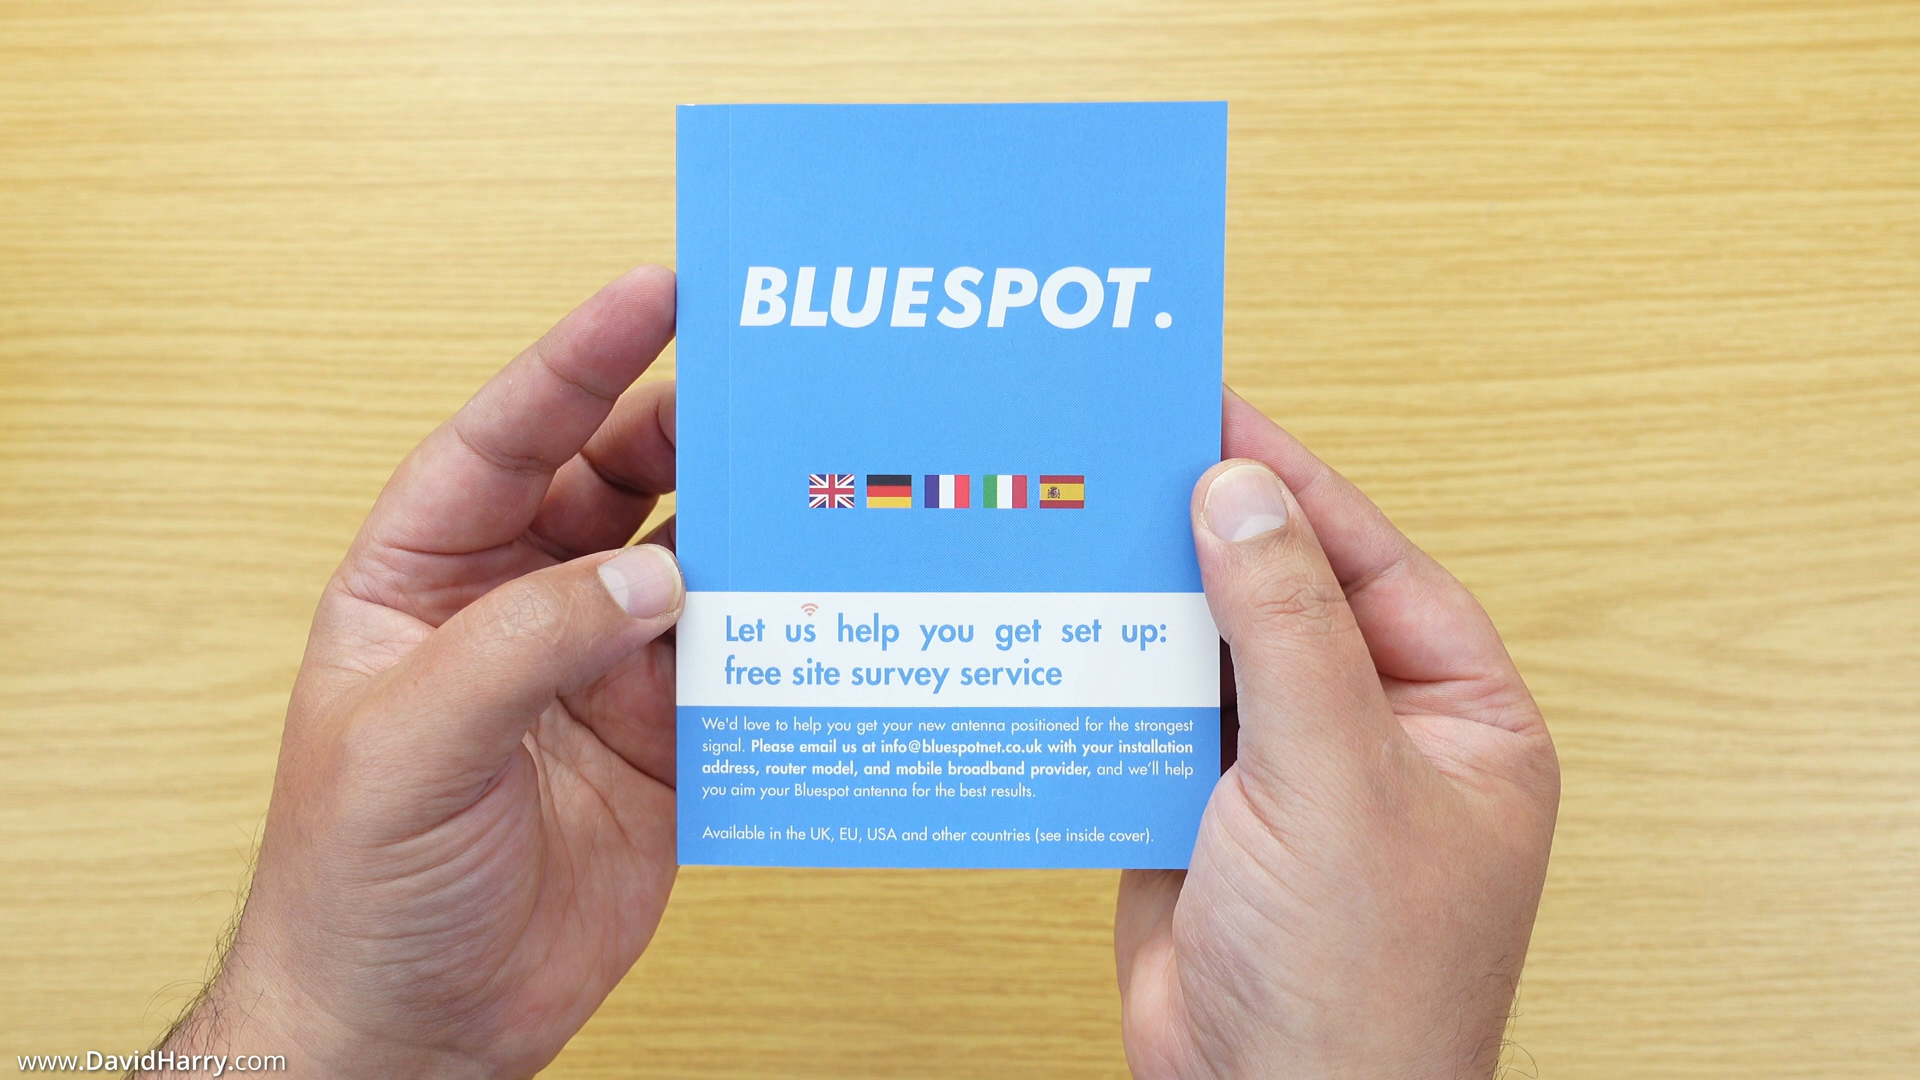 BLUESPOT.
Let us help you get set up:
free site survey service
We'd love to help you get your new antenna positioned for the strongest
signal. Please email us at info@bluespotnet.co.uk with your installation
address, router model, and mobile broadband provider, and we'll help
you aim your Bluespot antenna for the best results.
Available in the UK, EU, USA and other countries (see inside cover).
www.DavidHarry.com